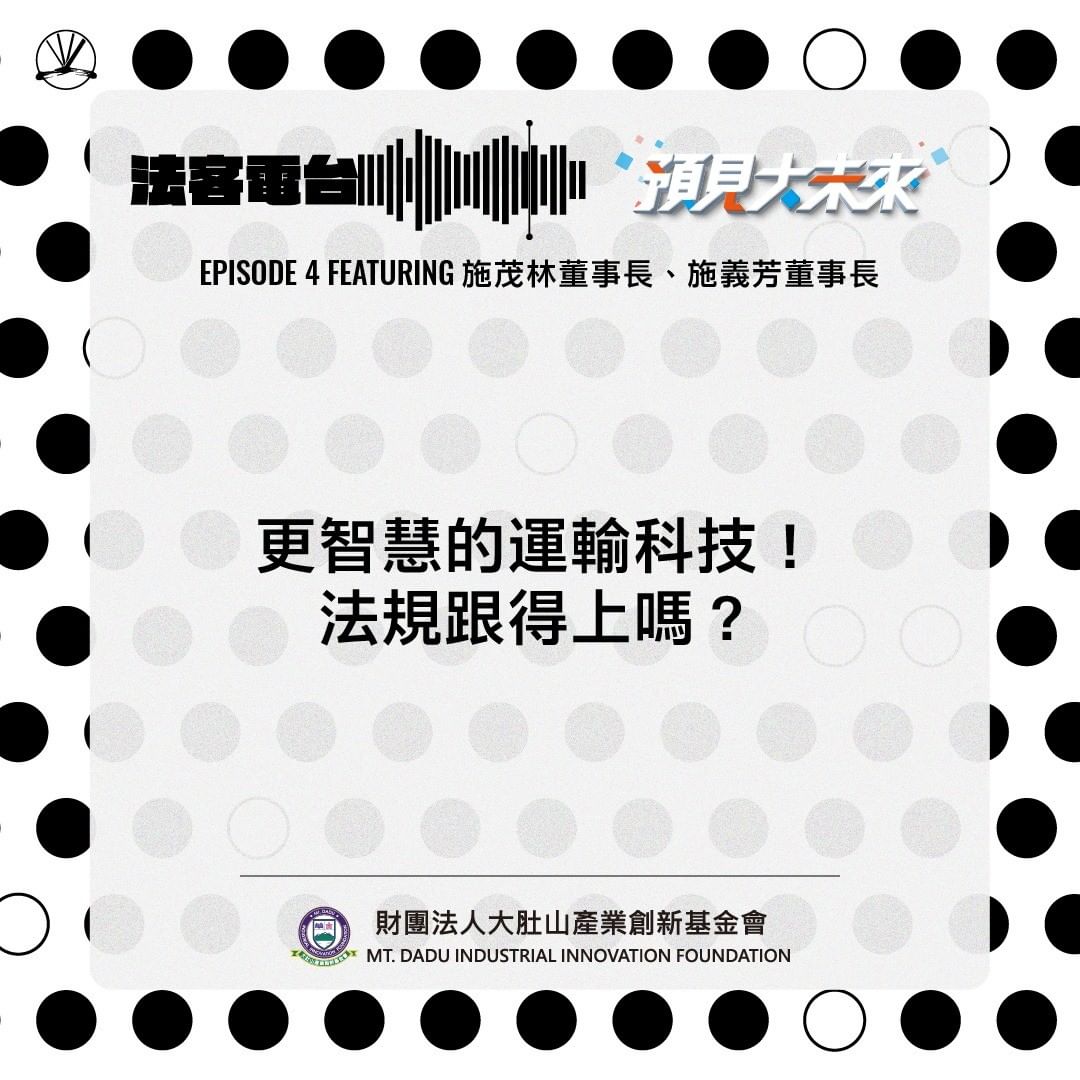 法客電台
預見大未來
EPISODE 4 FEATURING 施茂林董事長、施義芳董事長
更智慧的運輸科技！
法規跟得上嗎？
財團法人大肚山產業創新基金會
MT. DADU INDUSTRIAL INNOVATION FOUNDATION